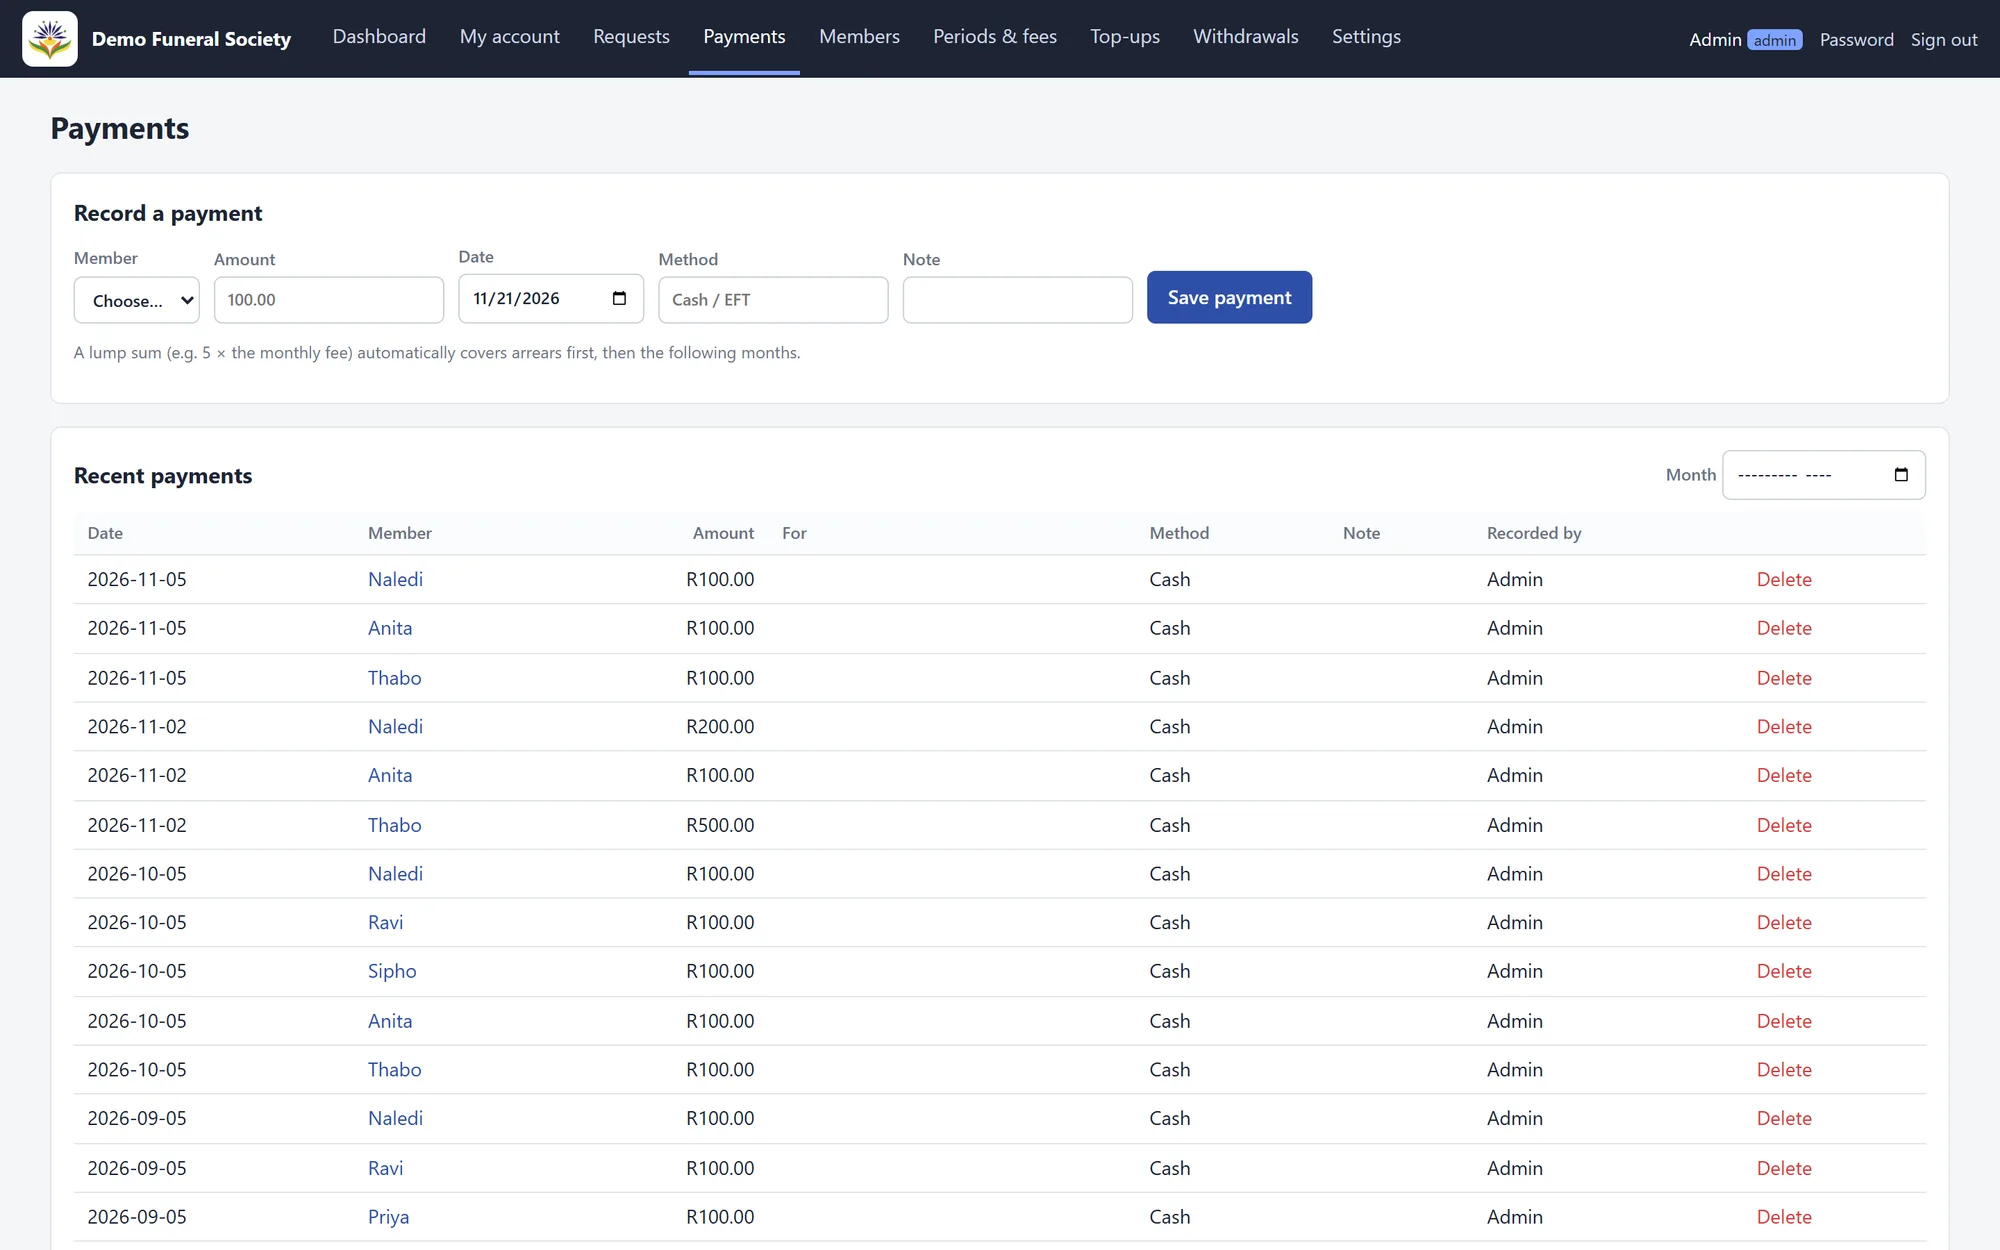 Demo Funeral Society Dashboard My account Requests Payments Members Periods & fees Top-ups Withdrawals Settings Admin admin Password Sign out
Payments
Record a payment
Member Amount Date Method Note
Choose... 100.00 11/21/2026 Cash / EFT Save payment
A lump sum (e.g. 5 × the monthly fee) automatically covers arrears first, then the following months.
Recent payments Month --------- ----
Date Member Amount For Method Note Recorded by
2026-11-05 Naledi R100.00 Cash Admin Delete
2026-11-05 Anita R100.00 Cash Admin Delete
2026-11-05 Thabo R100.00 Cash Admin Delete
2026-11-02 Naledi R200.00 Cash Admin Delete
2026-11-02 Anita R100.00 Cash Admin Delete
2026-11-02 Thabo R500.00 Cash Admin Delete
2026-10-05 Naledi R100.00 Cash Admin Delete
2026-10-05 Ravi R100.00 Cash Admin Delete
2026-10-05 Sipho R100.00 Cash Admin Delete
2026-10-05 Anita R100.00 Cash Admin Delete
2026-10-05 Thabo R100.00 Cash Admin Delete
2026-09-05 Naledi R100.00 Cash Admin Delete
2026-09-05 Ravi R100.00 Cash Admin Delete
2026-09-05 Priya R100.00 Cash Admin Delete